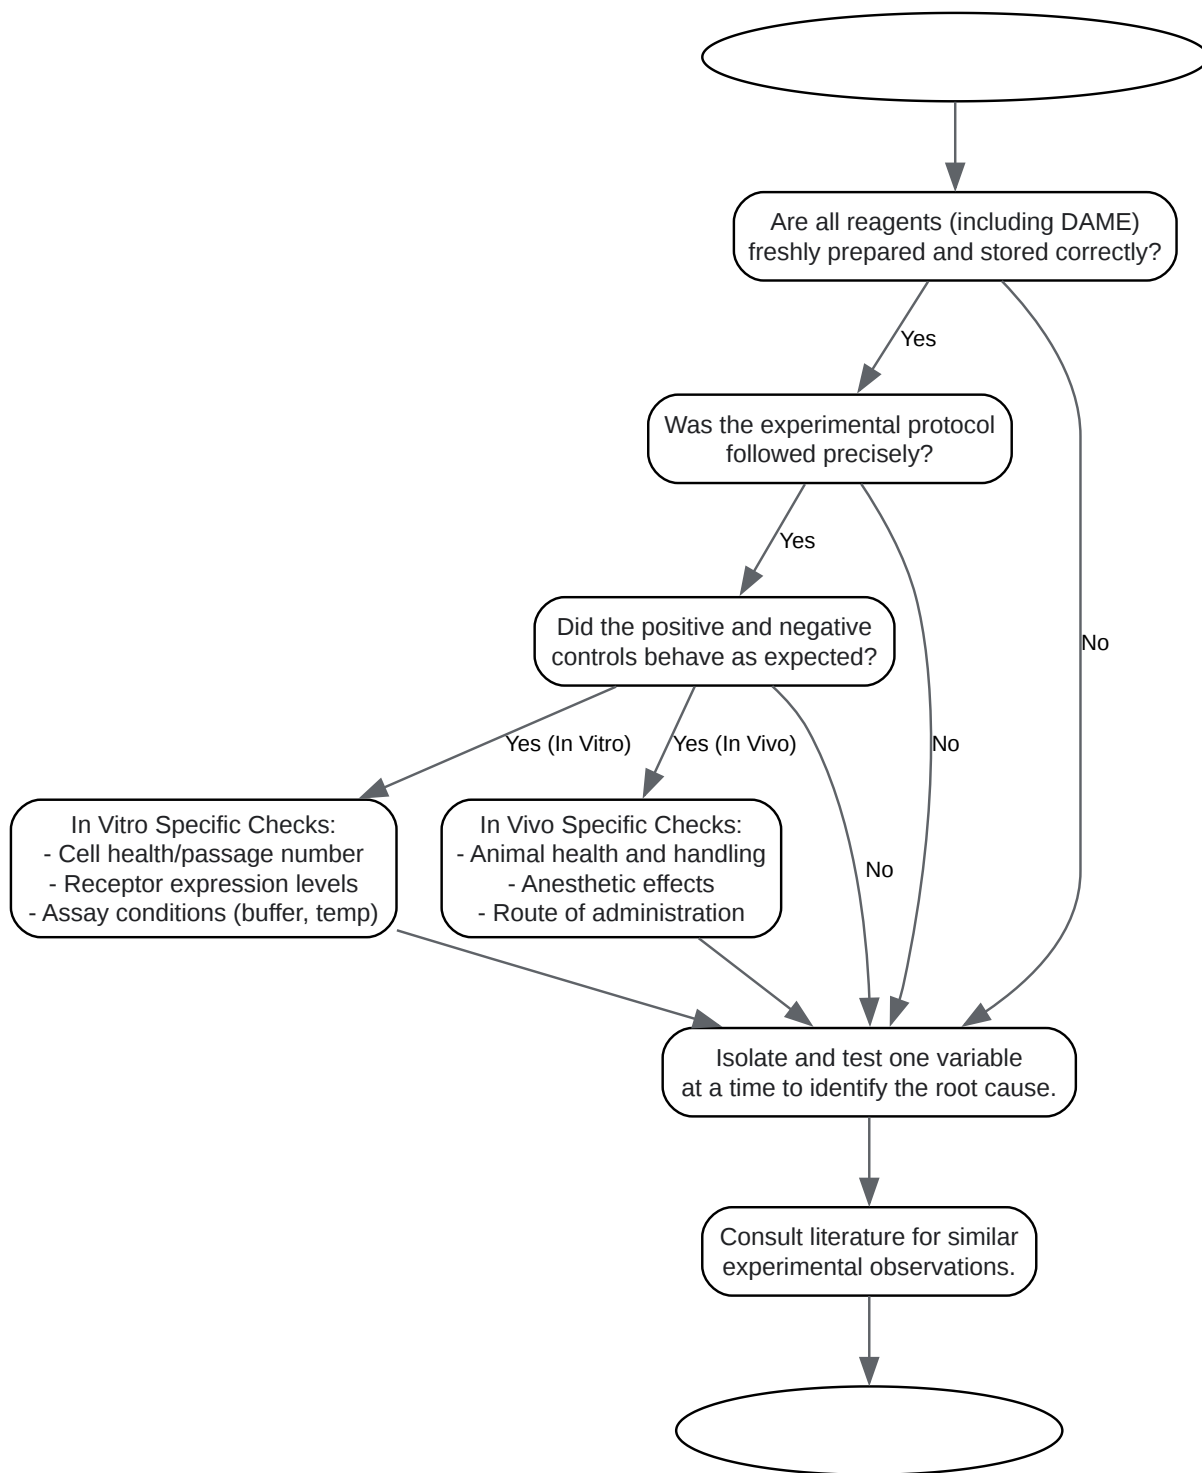 Are all reagents (including DAME)
freshly prepared and stored correctly?
Yes
Was the experimental protocol
followed precisely?
Yes
No
Did the positive and negative
controls behave as expected?
Yes (In Vitro)
Yes (In Vivo)
No
In Vitro Specific Checks:
- Cell health/passage number
- Receptor expression levels
- Assay conditions (buffer, temp)
In Vivo Specific Checks:
- Animal health and handling
- Anesthetic effects
- Route of administration
No
Isolate and test one variable
at a time to identify the root cause.
Consult literature for similar
experimental observations.